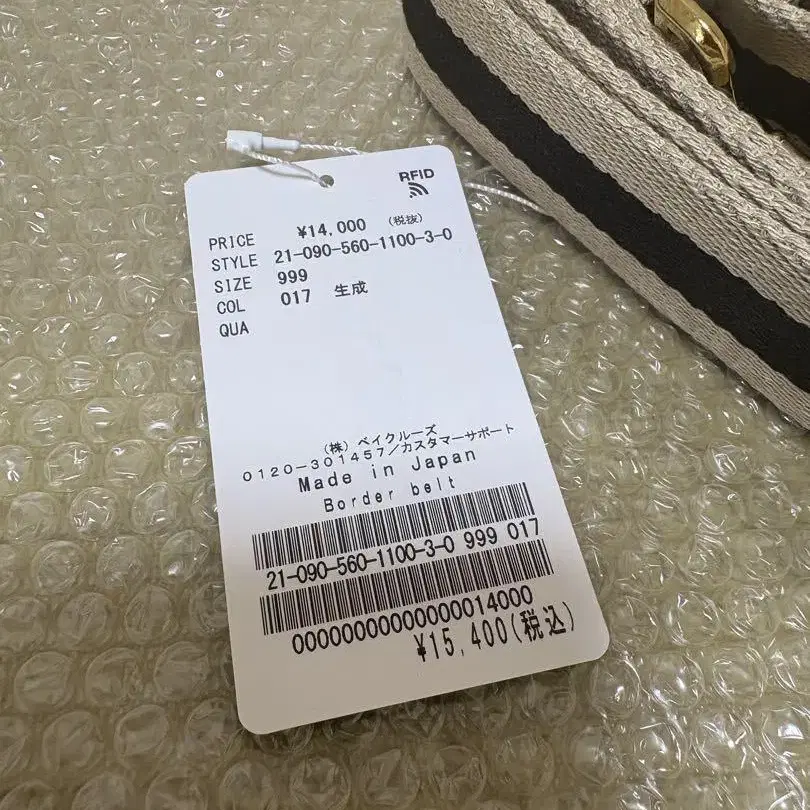 RFID
PRICE ¥14,000 (税抜)
STYLE 21-090-560-1100-3-0
SIZE 999
COL 017 生成
QUA
(株) ベイクルーズ
0120-301457/カスタマーサポート
Made in Japan
Border belt
21-090-560-1100-3-0 999 017
00000000000000014000
¥15,400(税込)